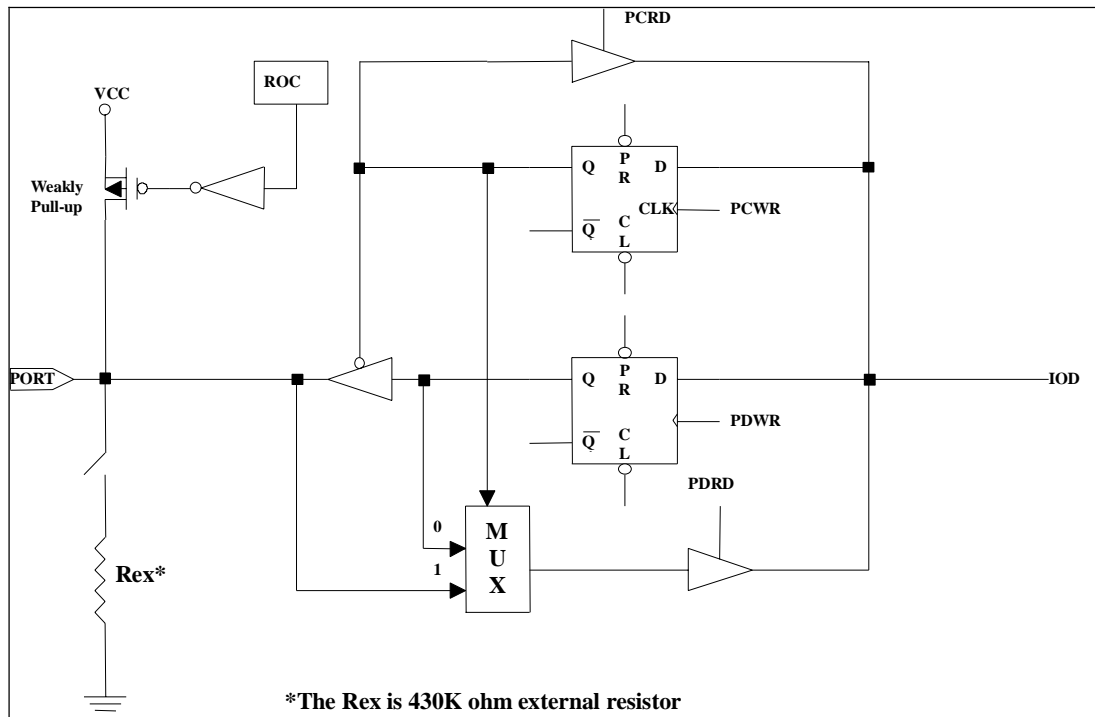 PCRD
ROC
VCC
Weakly
Pull-up
Q
P
R
D
CLK
PCWR
Q
C
L
PORT
Q
P
R
D
IOD
PDWR
Q
C
L
PDRD
0
1
M
U
X
Rex*
*The Rex is 430K ohm external resistor